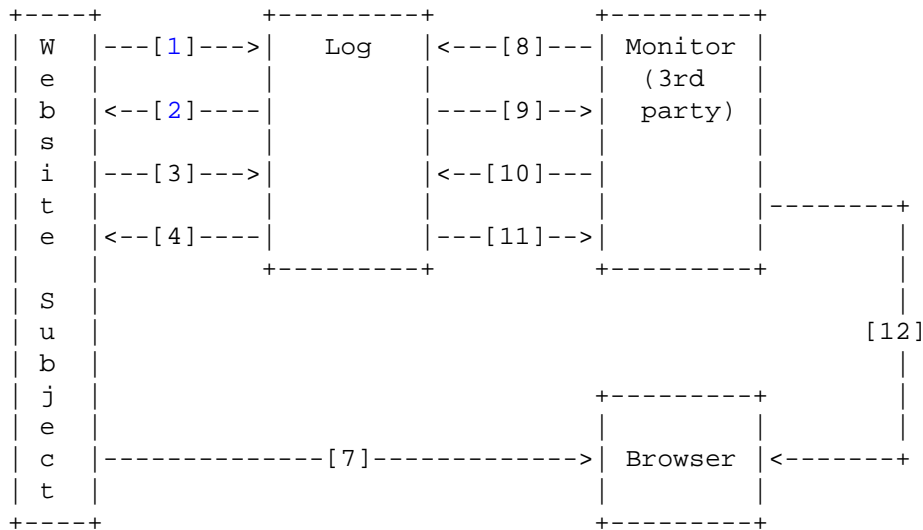 +----+          +---------+          +---------+
| W  |---[1]--->|   Log   |<---[8]---| Monitor |
| e  |          |         |          |  (3rd   |
| b  |<--[2]----|         |----[9]-->|  party) |
| s  |          |         |          |         |
| i  |---[3]--->|         |<--[10]---|         |
| t  |          |         |          |         |--------+
| e  |<--[4]----|         |---[11]-->|         |        |
|    |          +---------+          +---------+        |
| S  |                                                  |
| u  |                                                [12]
| b  |                                                  |
| j  |                               +---------+        |
| e  |                               |         |        |
| c  |--------------[7]------------->| Browser |<-------+
| t  |                               |         |
+----+                               +---------+